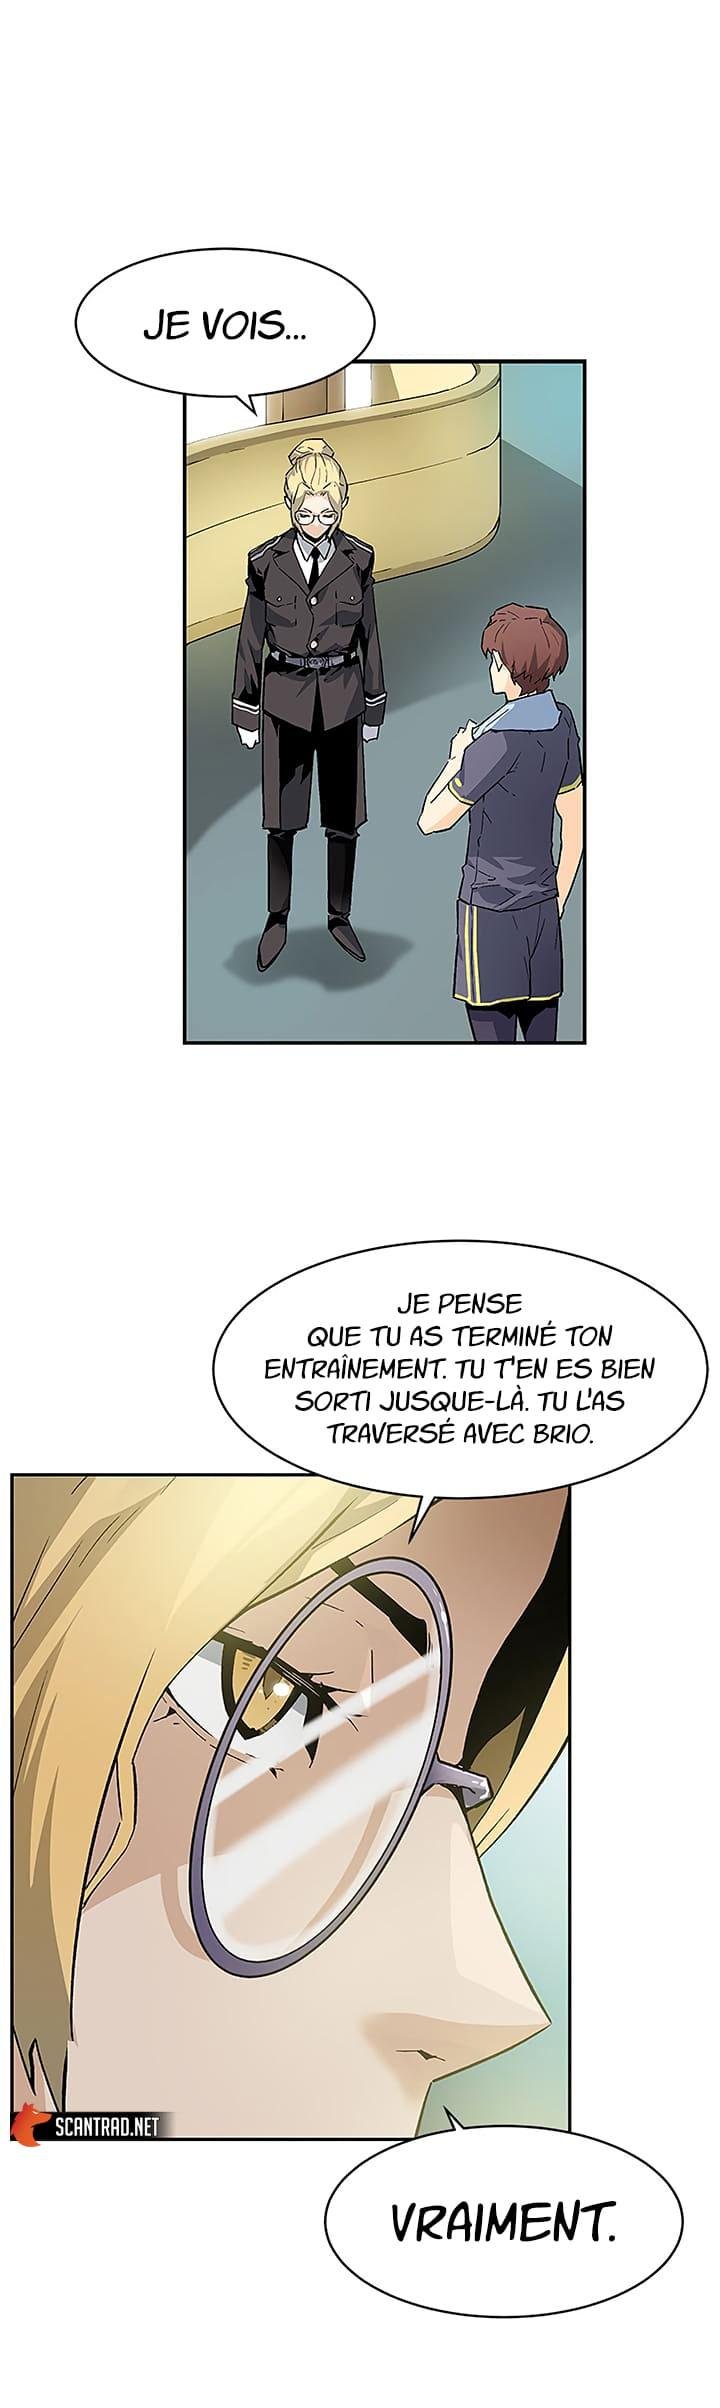 JE VOIS...
JE PENSE
QUE TU AS TERMINÉ TON
ENTRAÎNEMENT. TU T'EN ES BIEN
SORTI JUSQUE-LÀ. TU L'AS
TRAVERSÉ AVEC BRIO.
SCANTRAD.NET
VRAIMENT.